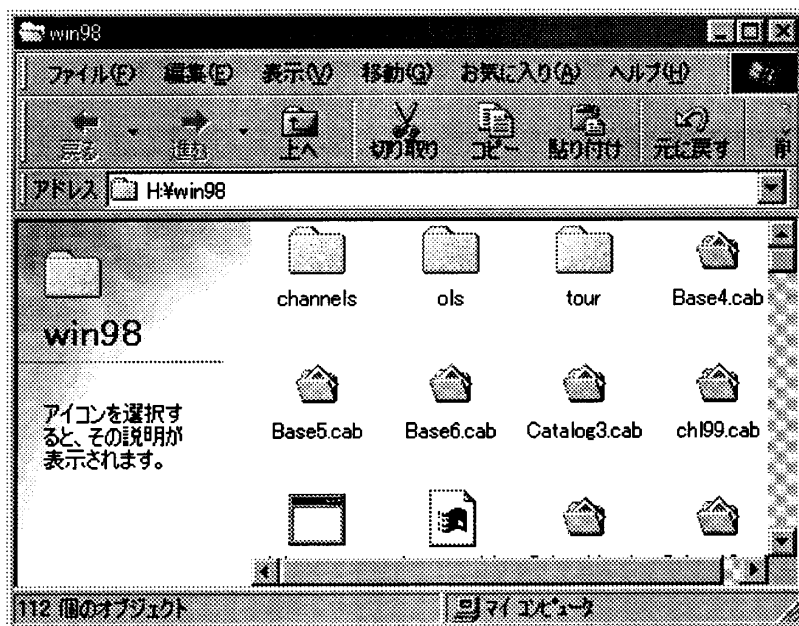 win98
ファイル(F) 編集(E) 表示(V) 移動(G) お気に入り(A) ヘルプ(H)
戻る 進む 上へ 切り取り コピー 貼り付け 元に戻す 削
アドレス H:¥win98
channels ols tour Base4.cab
win98
アイコンを選択す
ると、その説明が
表示されます。
Base5.cab Base6.cab Catalog3.cab chl99.cab
112 個のオブジェクト マイ コンピュータ